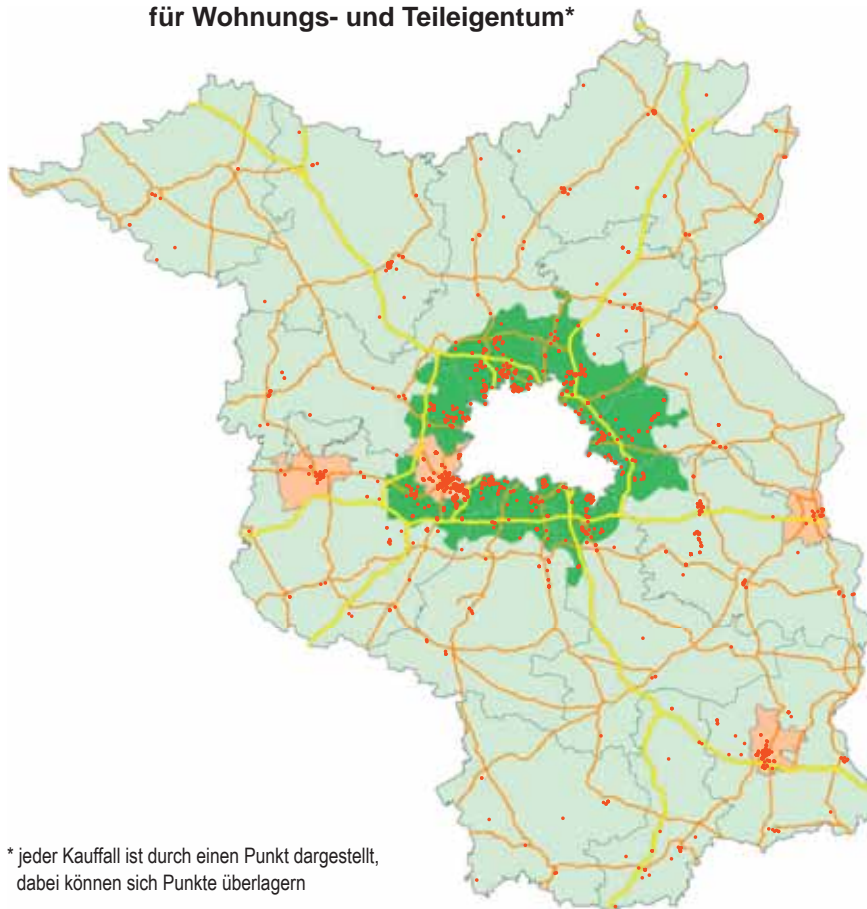 für Wohnungs- und Teileigentum*
* jeder Kauffall ist durch einen Punkt dargestellt,
dabei können sich Punkte überlagern